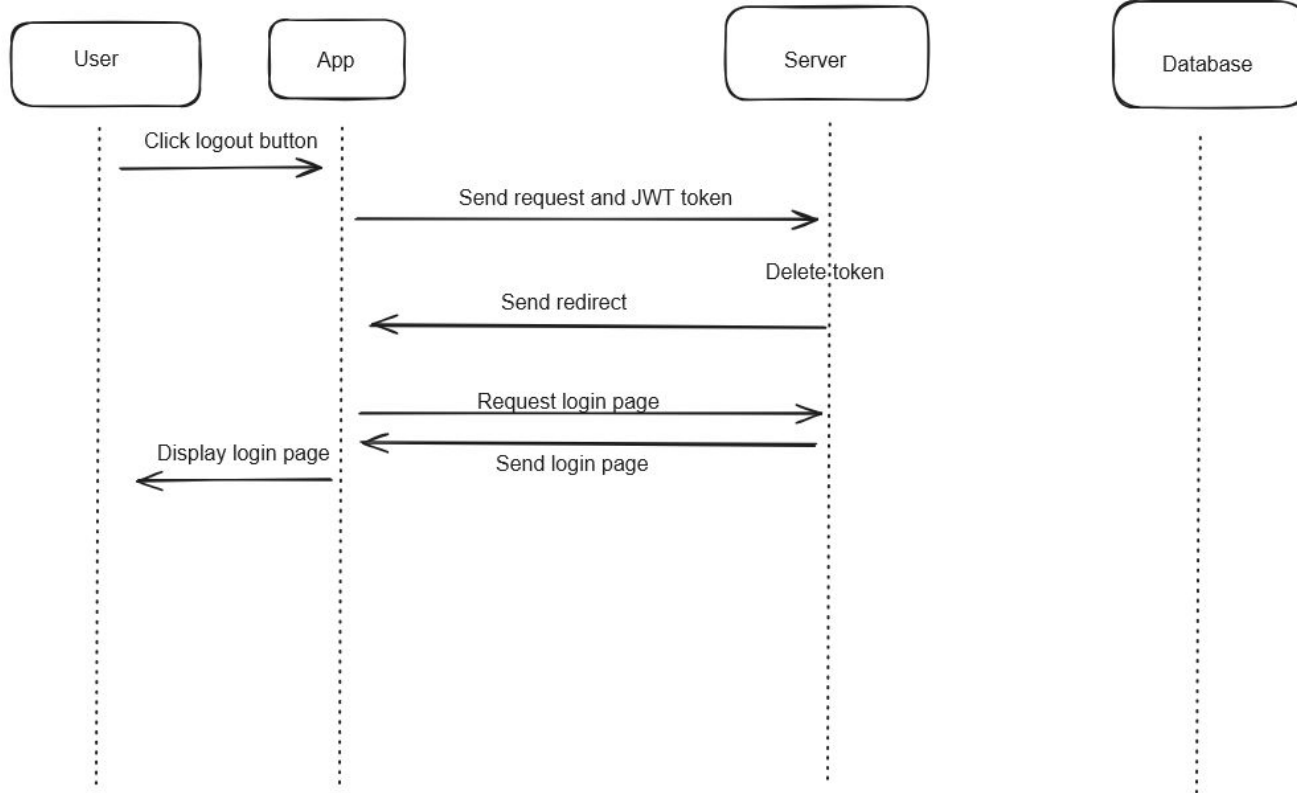 User
App
Server
Database
Click logout button
Send request and JWT token
Delete token
Send redirect
Request login page
Display login page
Send login page